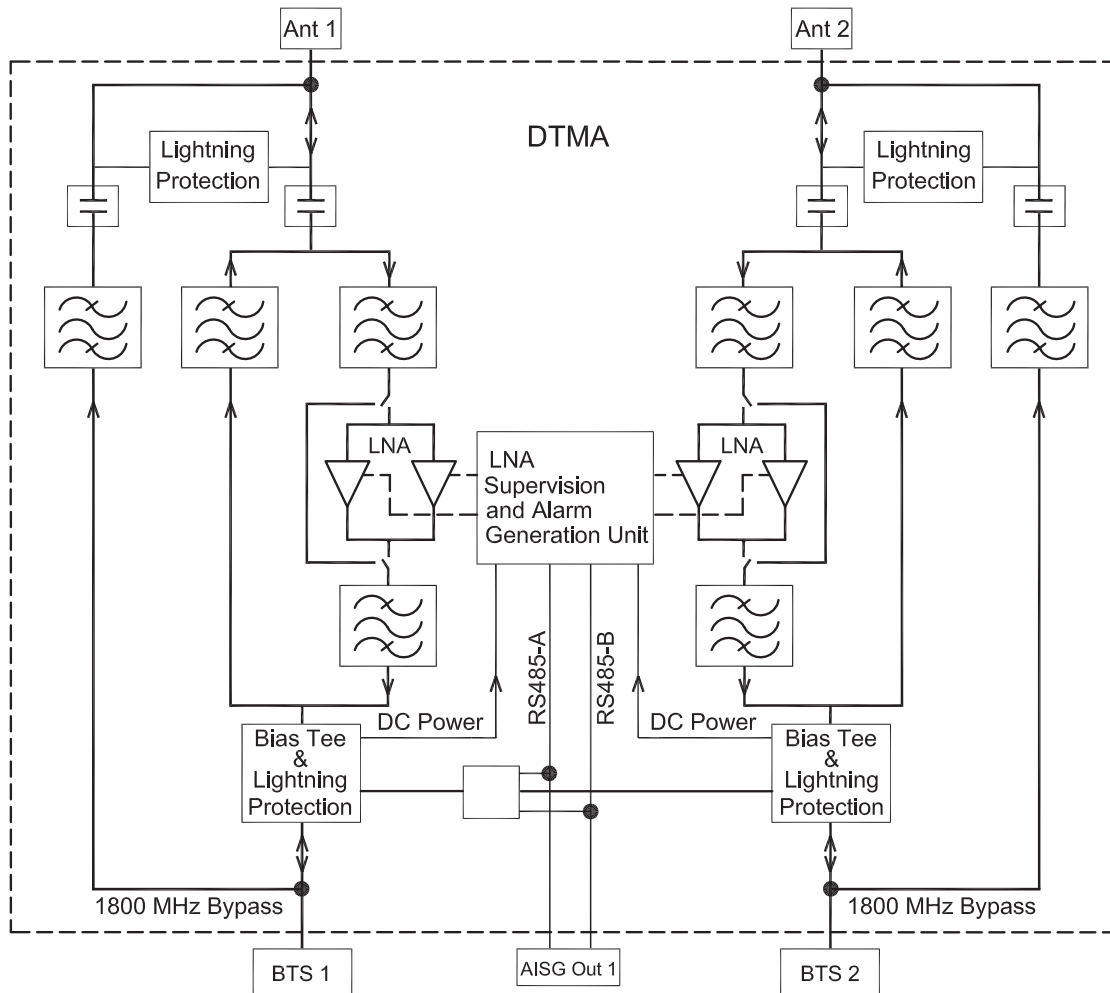 Ant 1
Ant 2
DTMA
Lightning
Protection
Lightning
Protection
LNA
LNA
Supervision
and Alarm
Generation Unit
LNA
RS485-A
RS485-B
DC Power
DC Power
Bias Tee
&
Lightning
Protection
Bias Tee
&
Lightning
Protection
1800 MHz Bypass
1800 MHz Bypass
BTS 1
AISG Out 1
BTS 2